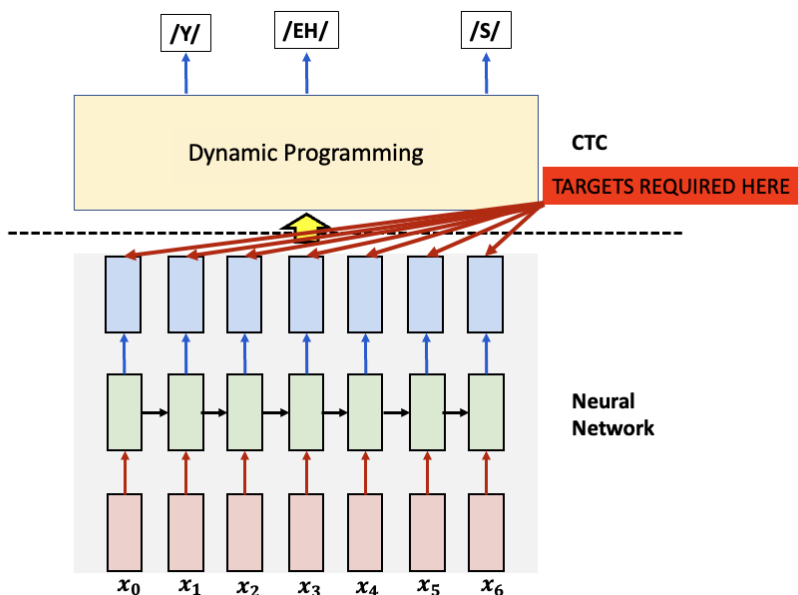 /Y/ /EH/ /S/
Dynamic Programming
CTC
TARGETS REQUIRED HERE
Neural
Network
x₀ x₁ x₂ x₃ x₄ x₅ x₆